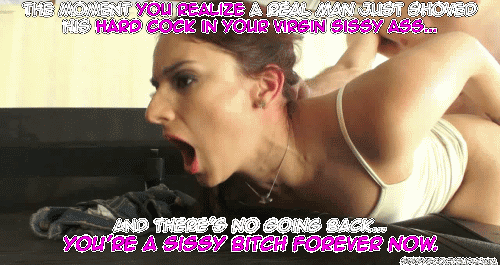 THE MOMENT YOU REALIZE A REAL MAN JUST SHOVED
HIS HARD COCK IN YOUR VIRGIN SISSY ASS...
AND THERE'S NO GOING BACK...
YOU'RE A SISSY BITCH FOREVER NOW.